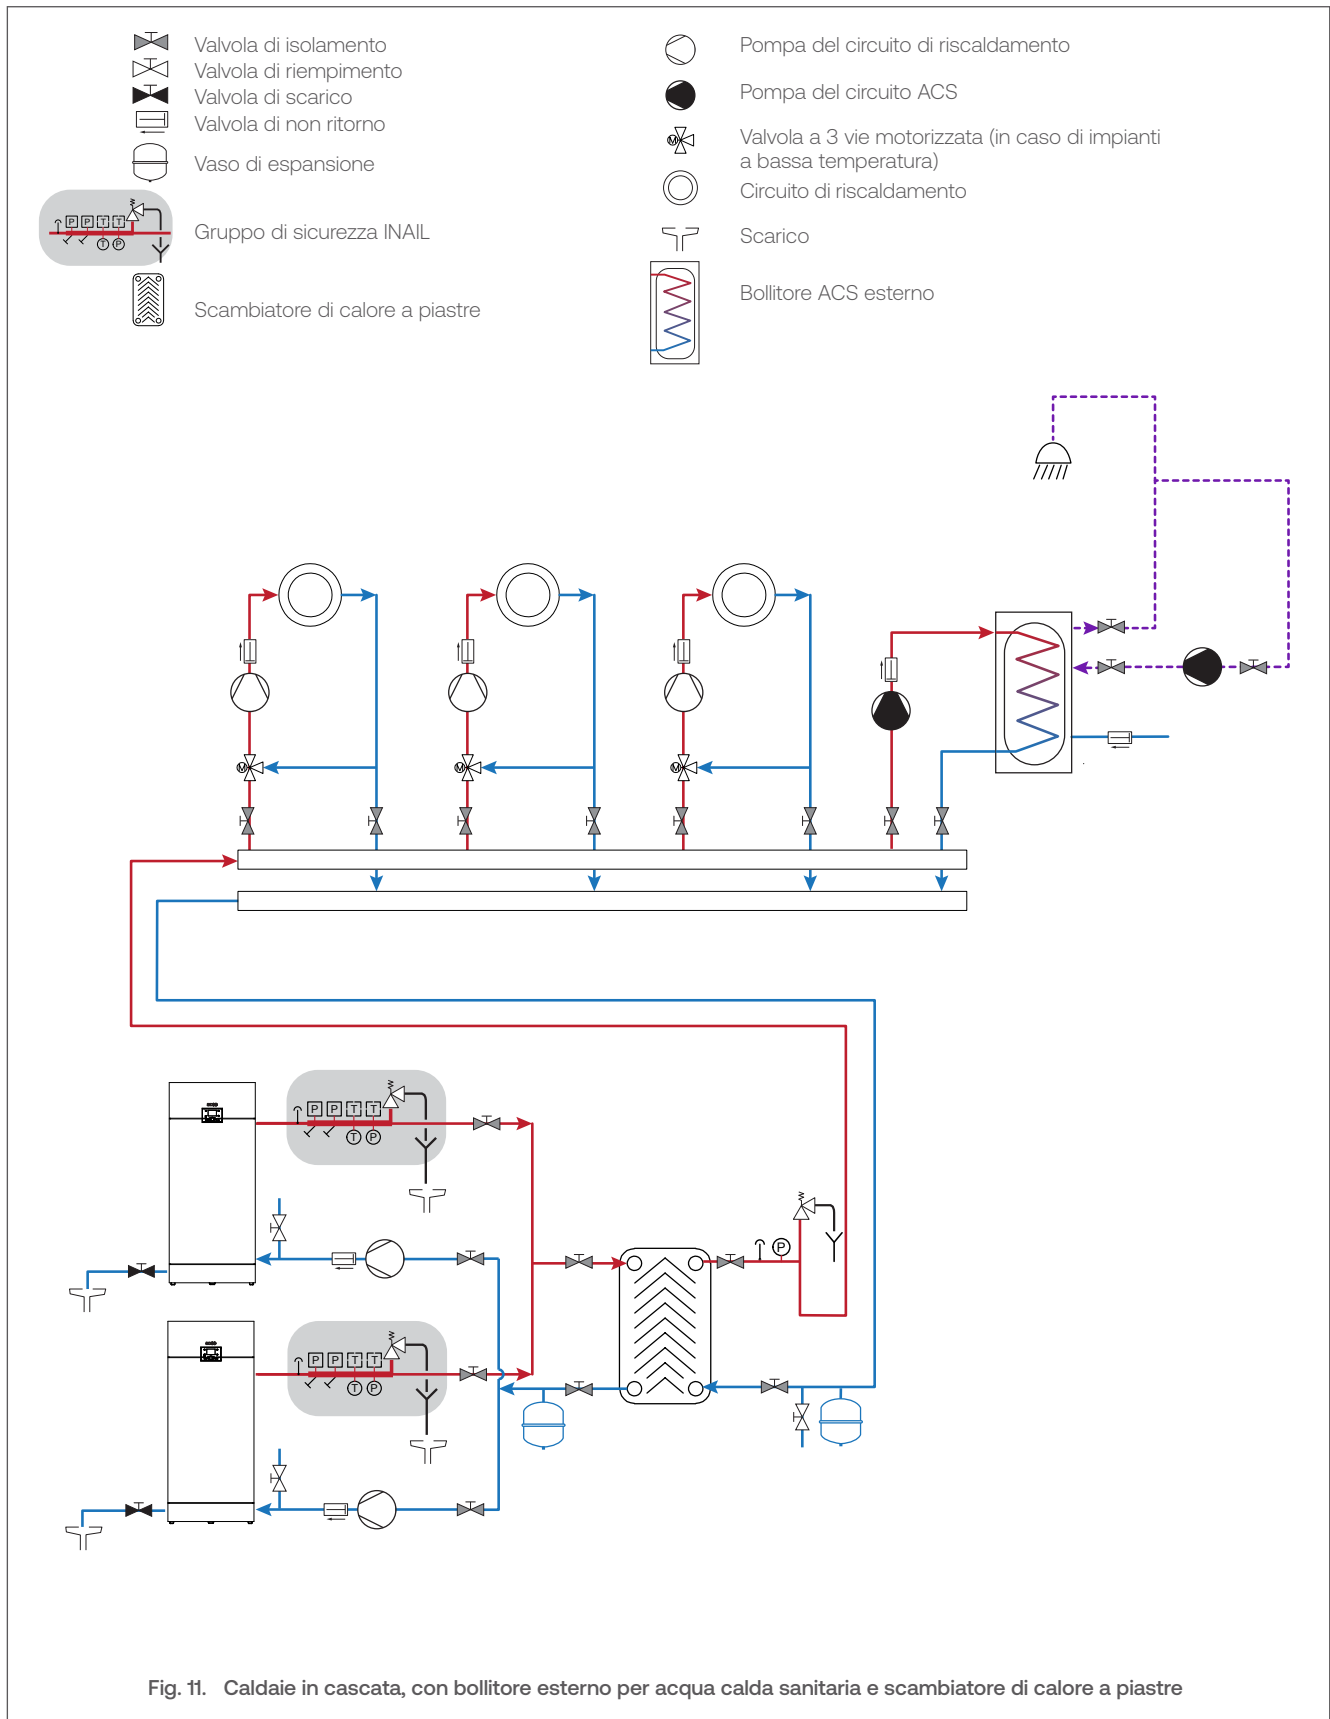 Valvola di isolamento
Valvola di riempimento
Valvola di scarico
Valvola di non ritorno
Vaso di espansione
P P T T
T P
Gruppo di sicurezza INAIL
Scambiatore di calore a piastre
Pompa del circuito di riscaldamento
Pompa del circuito ACS
M
Valvola a 3 vie motorizzata (in caso di impianti
a bassa temperatura)
Circuito di riscaldamento
Scarico
Bollitore ACS esterno
M
M
M
P P T T
T P
P
P P T T
T P
Fig. 11. Caldaie in cascata, con bollitore esterno per acqua calda sanitaria e scambiatore di calore a piastre